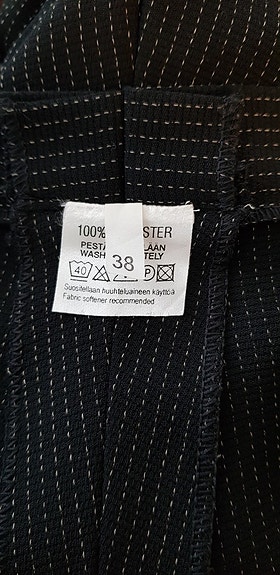 100% STER
PESTÄ LAAN
WASH TELY
40 38 P
Suositellaan huuhteluaineen käyttöä
Fabric softener recommended